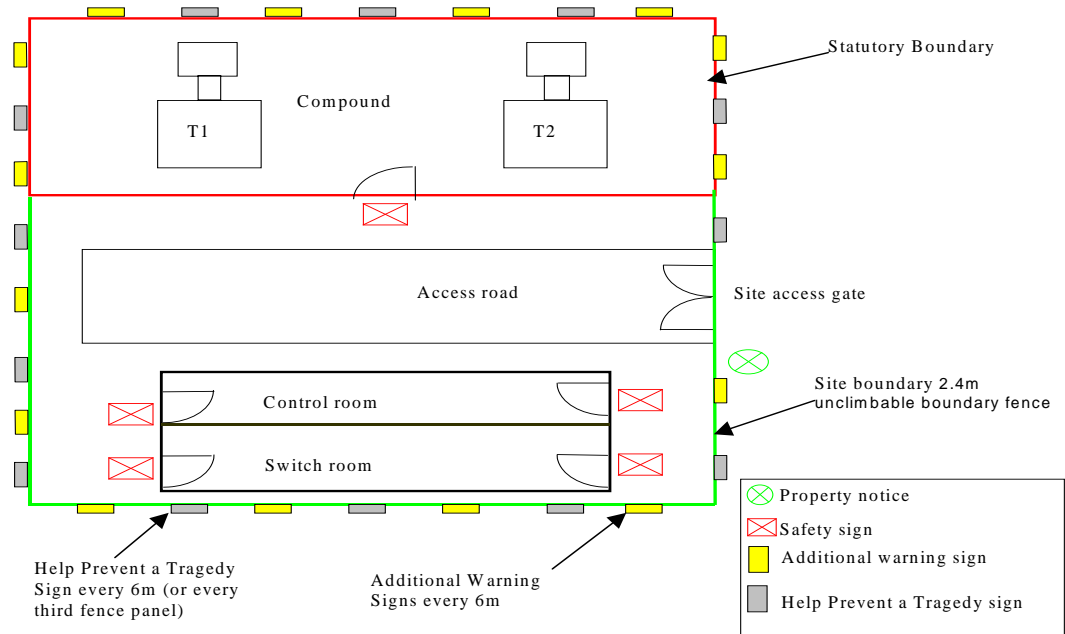 Statutory Boundary
Compound
T1
T2
Access road
Site access gate
Control room
Site boundary 2.4m
unclimbable boundary fence
Switch room
Property notice
Safety sign
Additional warning sign
Help Prevent a Tragedy sign
Help Prevent a Tragedy
Sign every 6m (or every
third fence panel)
Additional Warning
Signs every 6m